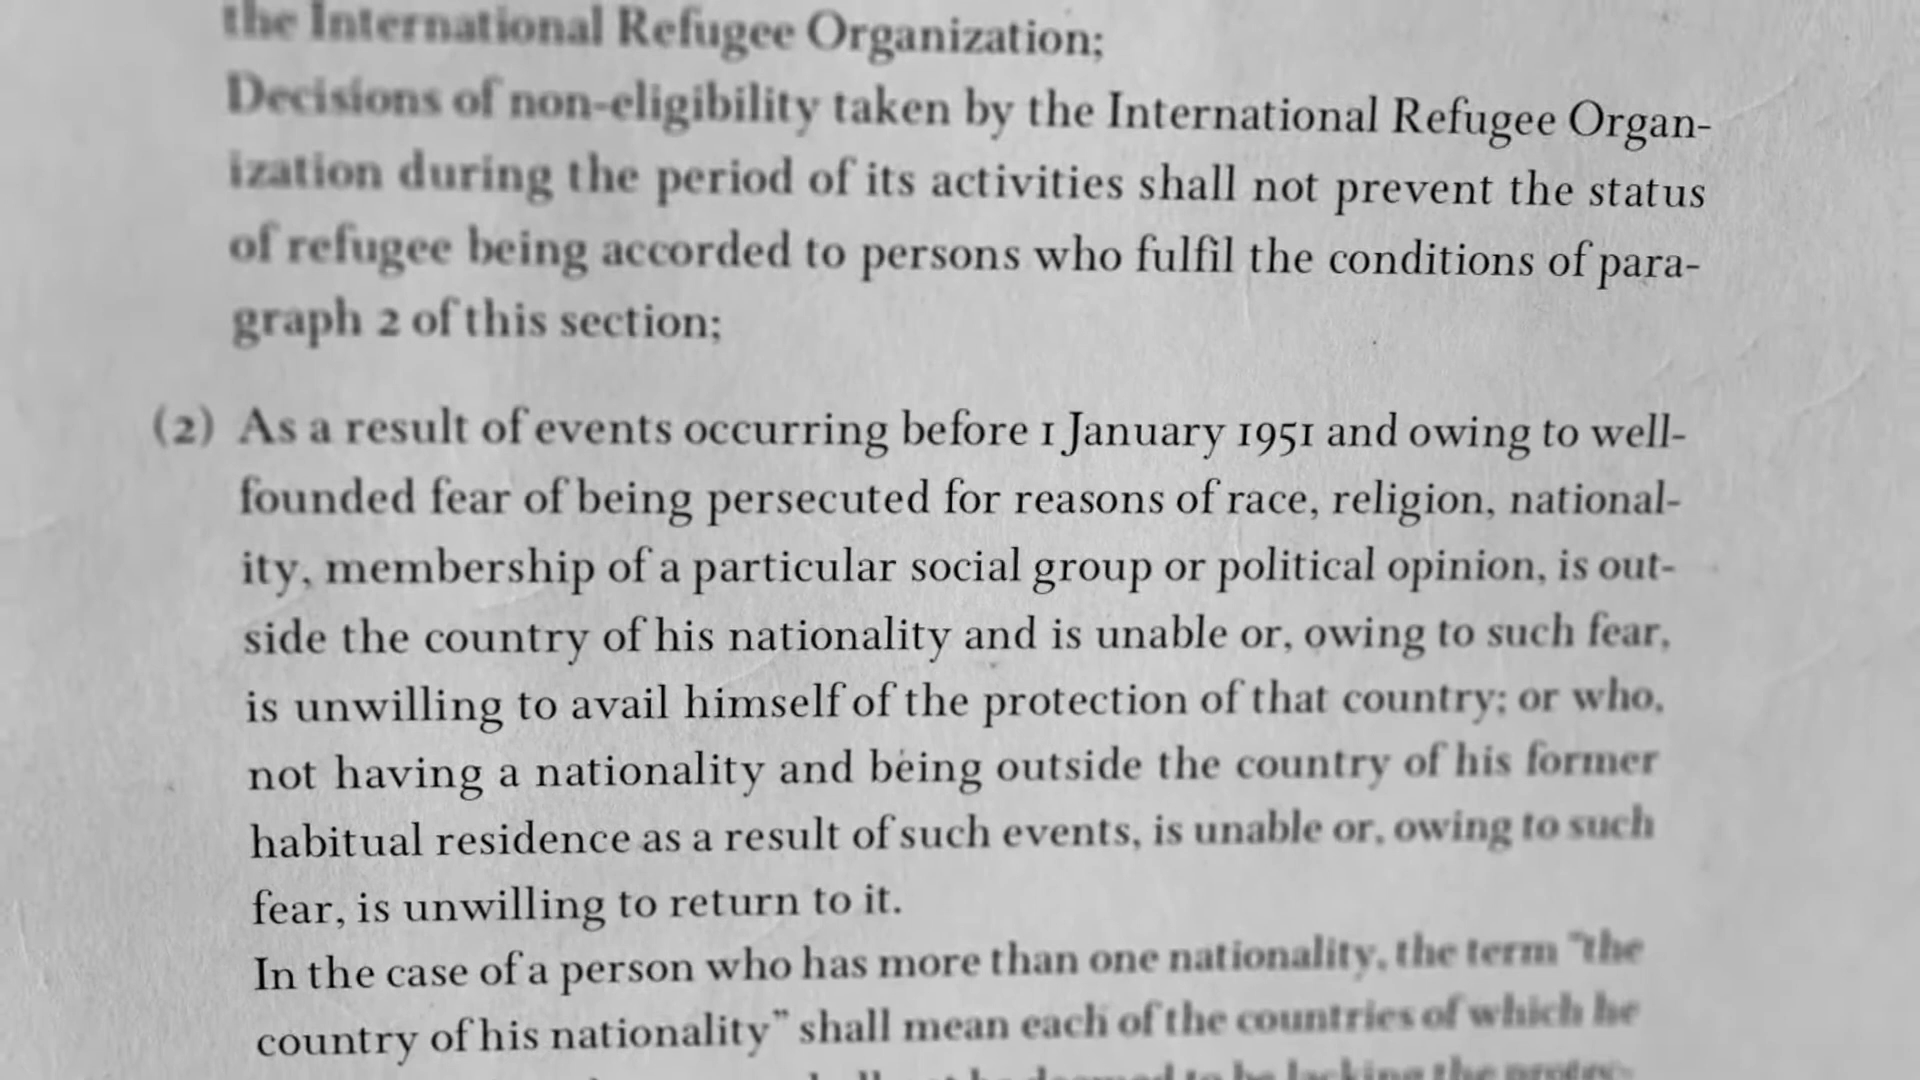 the International Refugee Organization;
Decisions of non-eligibility taken by the International Refugee Organ-
ization during the period of its activities shall not prevent the status
of refugee being accorded to persons who fulfil the conditions of para-
graph 2 of this section;
(2) As a result of events occurring before 1 January 1951 and owing to well-
founded fear of being persecuted for reasons of race, religion, national-
ity, membership of a particular social group or political opinion, is out-
side the country of his nationality and is unable or, owing to such fear,
is unwilling to avail himself of the protection of that country; or who,
not having a nationality and being outside the country of his former
habitual residence as a result of such events, is unable or, owing to such
fear, is unwilling to return to it.
In the case of a person who has more than one nationality, the term "the
country of his nationality" shall mean each of the countries of which he
be deemed to be lacking the protec-